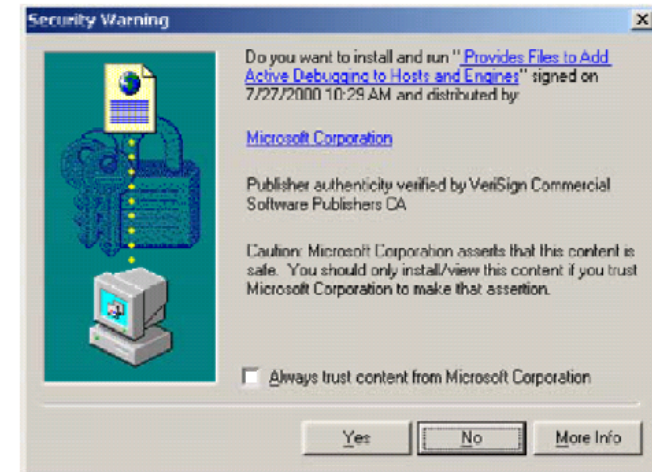 Security Warning
Do you want to install and run "Provides Files to Add
Active Debugging to Hosts and Engines" signed on
7/27/2000 10:29 AM and distributed by:
Microsoft Corporation
Publisher authenticity verified by VeriSign Commercial
Software Publishers CA
Caution: Microsoft Corporation asserts that this content is
safe. You should only install/view this content if you trust
Microsoft Corporation to make that assertion.
Always trust content from Microsoft Corporation
Yes No More Info